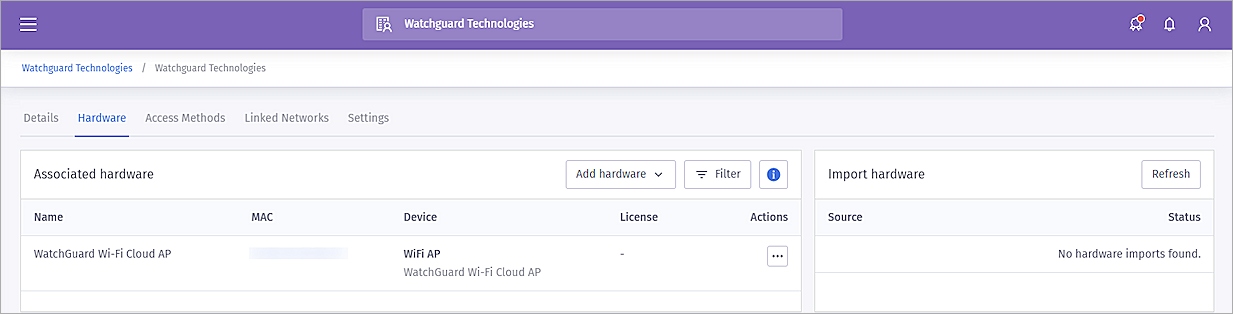 Watchguard Technologies
Watchguard Technologies / Watchguard Technologies
Details Hardware Access Methods Linked Networks Settings
Associated hardware Add hardware Filter
Name MAC Device License Actions
WatchGuard Wi-Fi Cloud AP WiFi AP - ...
WatchGuard Wi-Fi Cloud AP
Import hardware Refresh
Source Status
No hardware imports found.